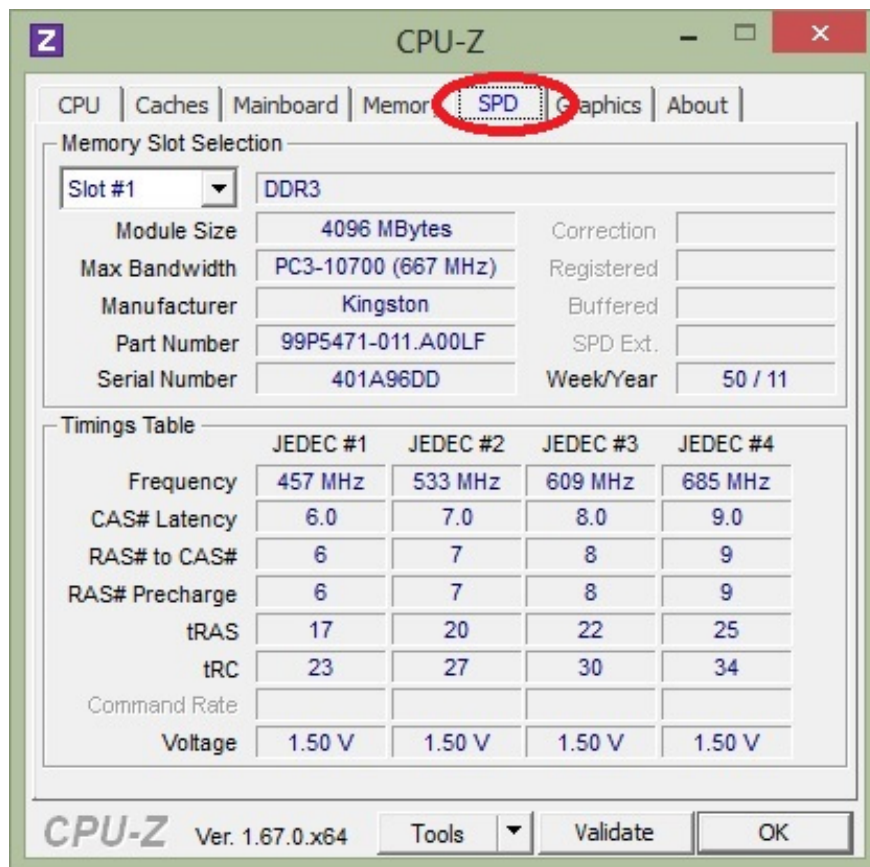 Z CPU-Z
CPU Caches Mainboard Memor SPD Graphics About
Memory Slot Selection
Slot #1 DDR3
Module Size 4096 MBytes Correction
Max Bandwidth PC3-10700 (667 MHz) Registered
Manufacturer Kingston Buffered
Part Number 99P5471-011.A00LF SPD Ext.
Serial Number 401A96DD Week/Year 50 / 11
Timings Table
JEDEC #1 JEDEC #2 JEDEC #3 JEDEC #4
Frequency 457 MHz 533 MHz 609 MHz 685 MHz
CAS# Latency 6.0 7.0 8.0 9.0
RAS# to CAS# 6 7 8 9
RAS# Precharge 6 7 8 9
tRAS 17 20 22 25
tRC 23 27 30 34
Command Rate
Voltage 1.50 V 1.50 V 1.50 V 1.50 V
CPU-Z Ver. 1.67.0.x64 Tools Validate OK